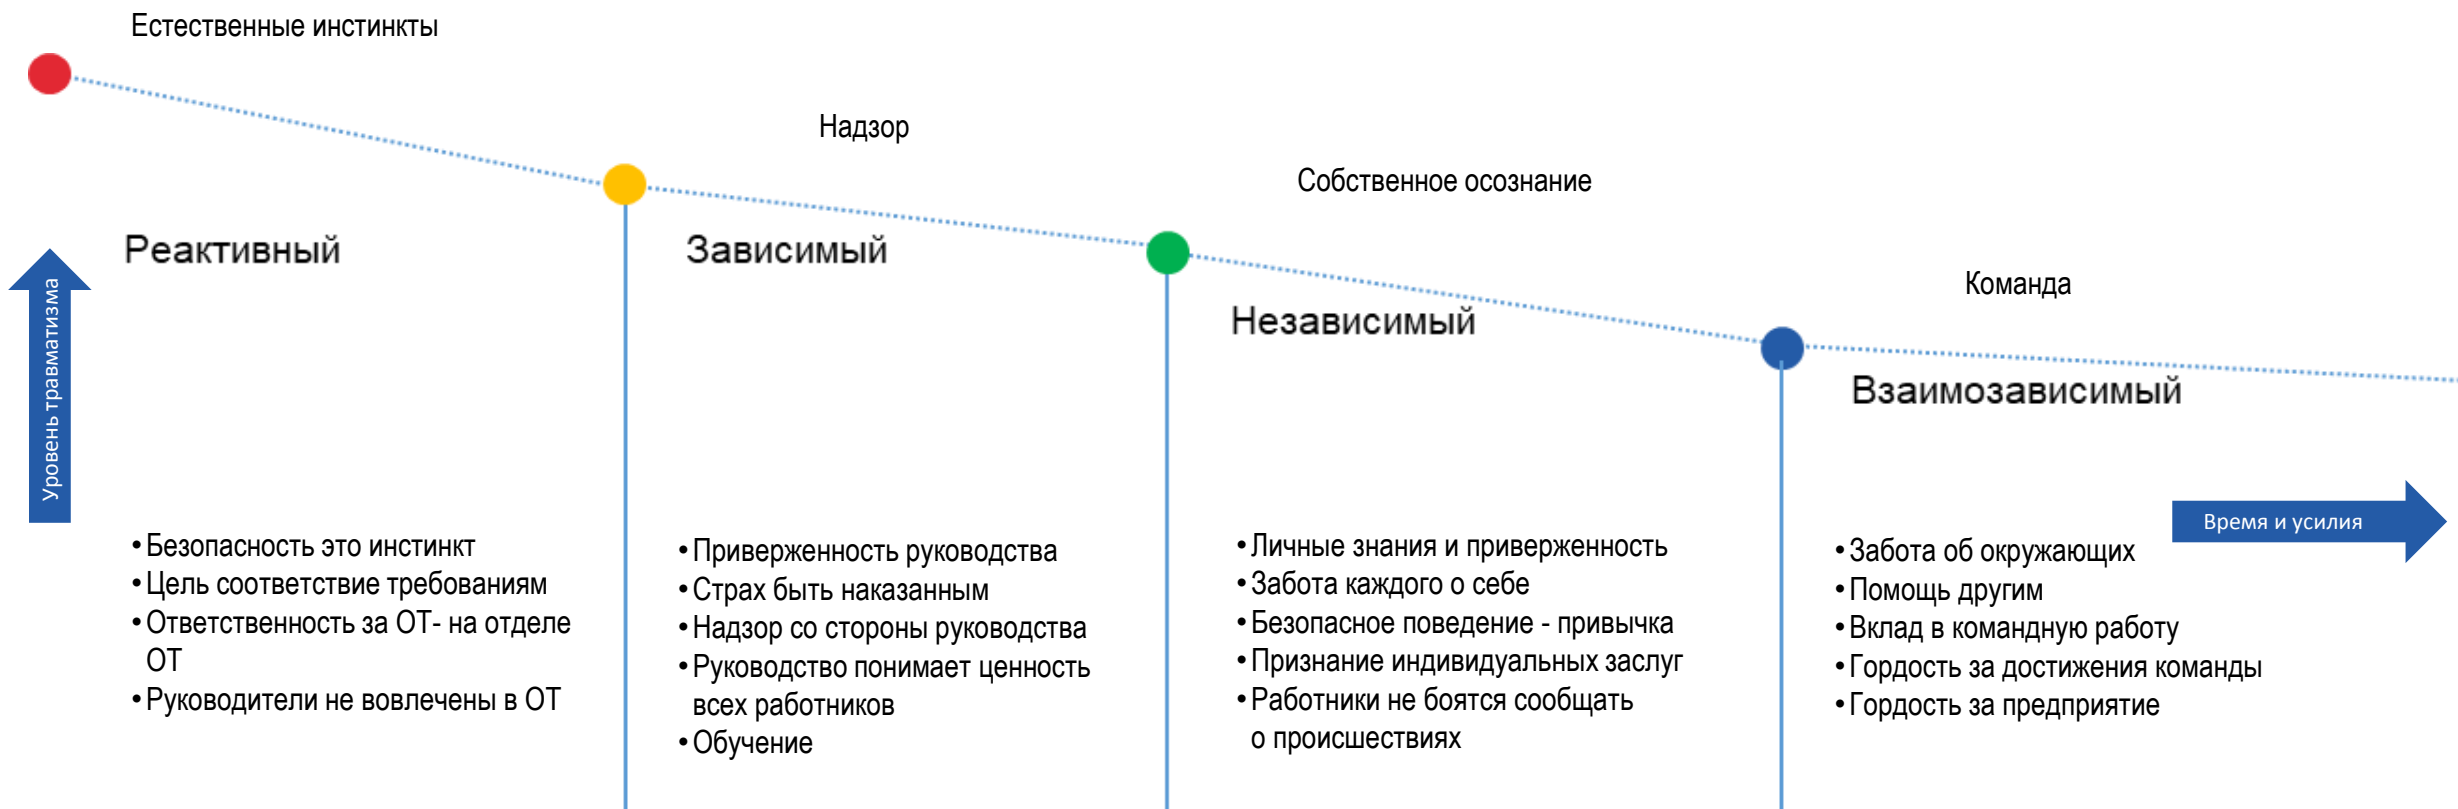 Естественные инстинкты
Надзор
Собственное осознание
Команда
Реактивный
Зависимый
Независимый
Взаимозависимый
Уровень травматизма
Время и усилия
•Безопасность это инстинкт
•Цель соответствие требованиям
•Ответственность за ОТ- на отделе
ОТ
•Руководители не вовлечены в ОТ
•Приверженность руководства
•Страх быть наказанным
•Надзор со стороны руководства
•Руководство понимает ценность
всех работников
•Обучение
•Личные знания и приверженность
•Забота каждого о себе
•Безопасное поведение - привычка
•Признание индивидуальных заслуг
•Работники не боятся сообщать
о происшествиях
•Забота об окружающих
•Помощь другим
•Вклад в командную работу
•Гордость за достижения команды
•Гордость за предприятие